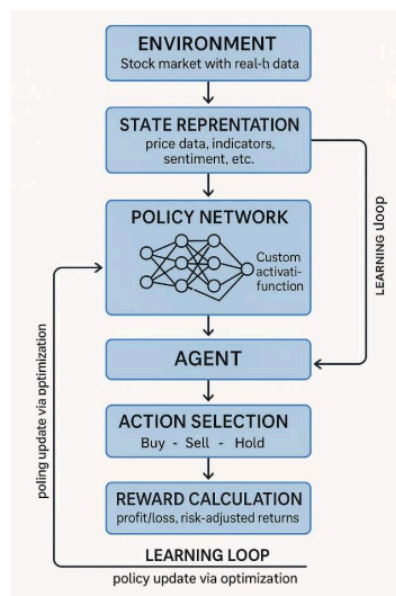 ENVIRONMENT
Stock market with real-h data
STATE REPRENTATION
price data, indicators,
sentiment, etc.
POLICY NETWORK
Custom
activati-
function
LEARNING ժoop
AGENT
ACTION SELECTION
Buy - Sell - Hold
REWARD CALCULATION
profit/loss, risk-adjusted returns
poling update via optimization
LEARNING LOOP
policy update via optimization